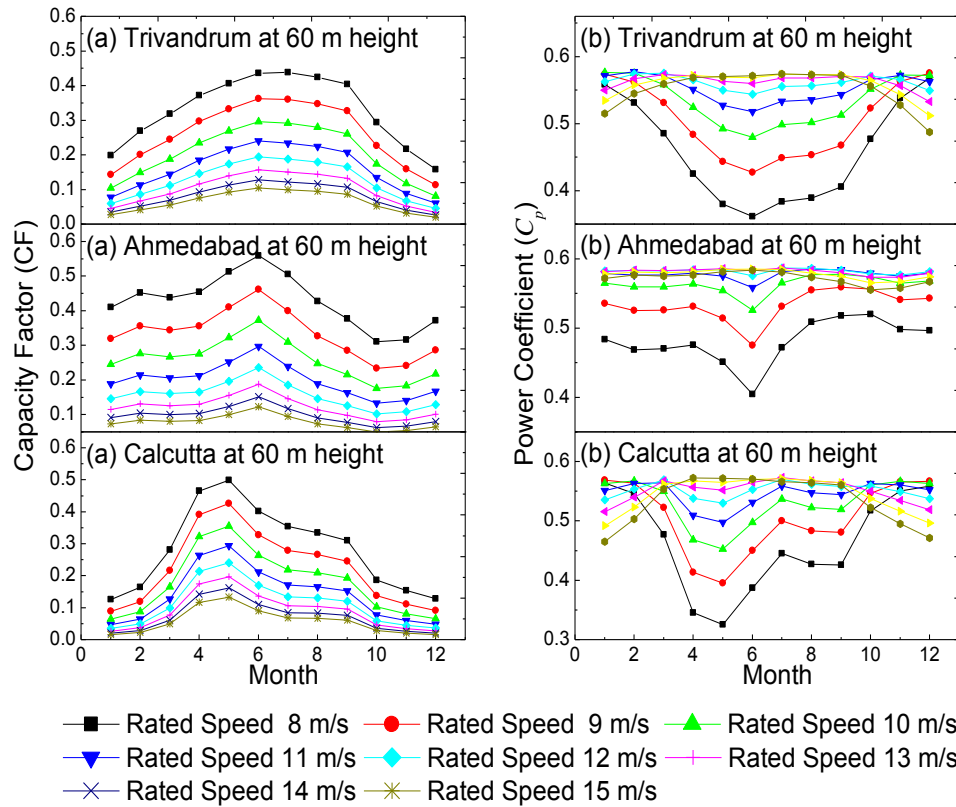 (a) Trivandrum at 60 m height
0.6
0.5
0.4
0.3
0.2
0.1
0.0
(a) Ahmedabad at 60 m height
0.5
0.4
0.3
0.2
0.1
(a) Calcutta at 60 m height
0.6
0.5
0.4
0.3
0.2
0.1
0.0
0 2 4 6 8 10 12
Month
Capacity Factor (CF)
(b) Trivandrum at 60 m height
0.6
0.5
0.4
(b) Ahmedabad at 60 m height
0.6
0.5
0.4
(b) Calcutta at 60 m height
0.6
0.5
0.4
0.3
0 2 4 6 8 10 12
Month
Power Coefficient (Cp)
Rated Speed 8 m/s Rated Speed 9 m/s Rated Speed 10 m/s
Rated Speed 11 m/s Rated Speed 12 m/s Rated Speed 13 m/s
Rated Speed 14 m/s Rated Speed 15 m/s